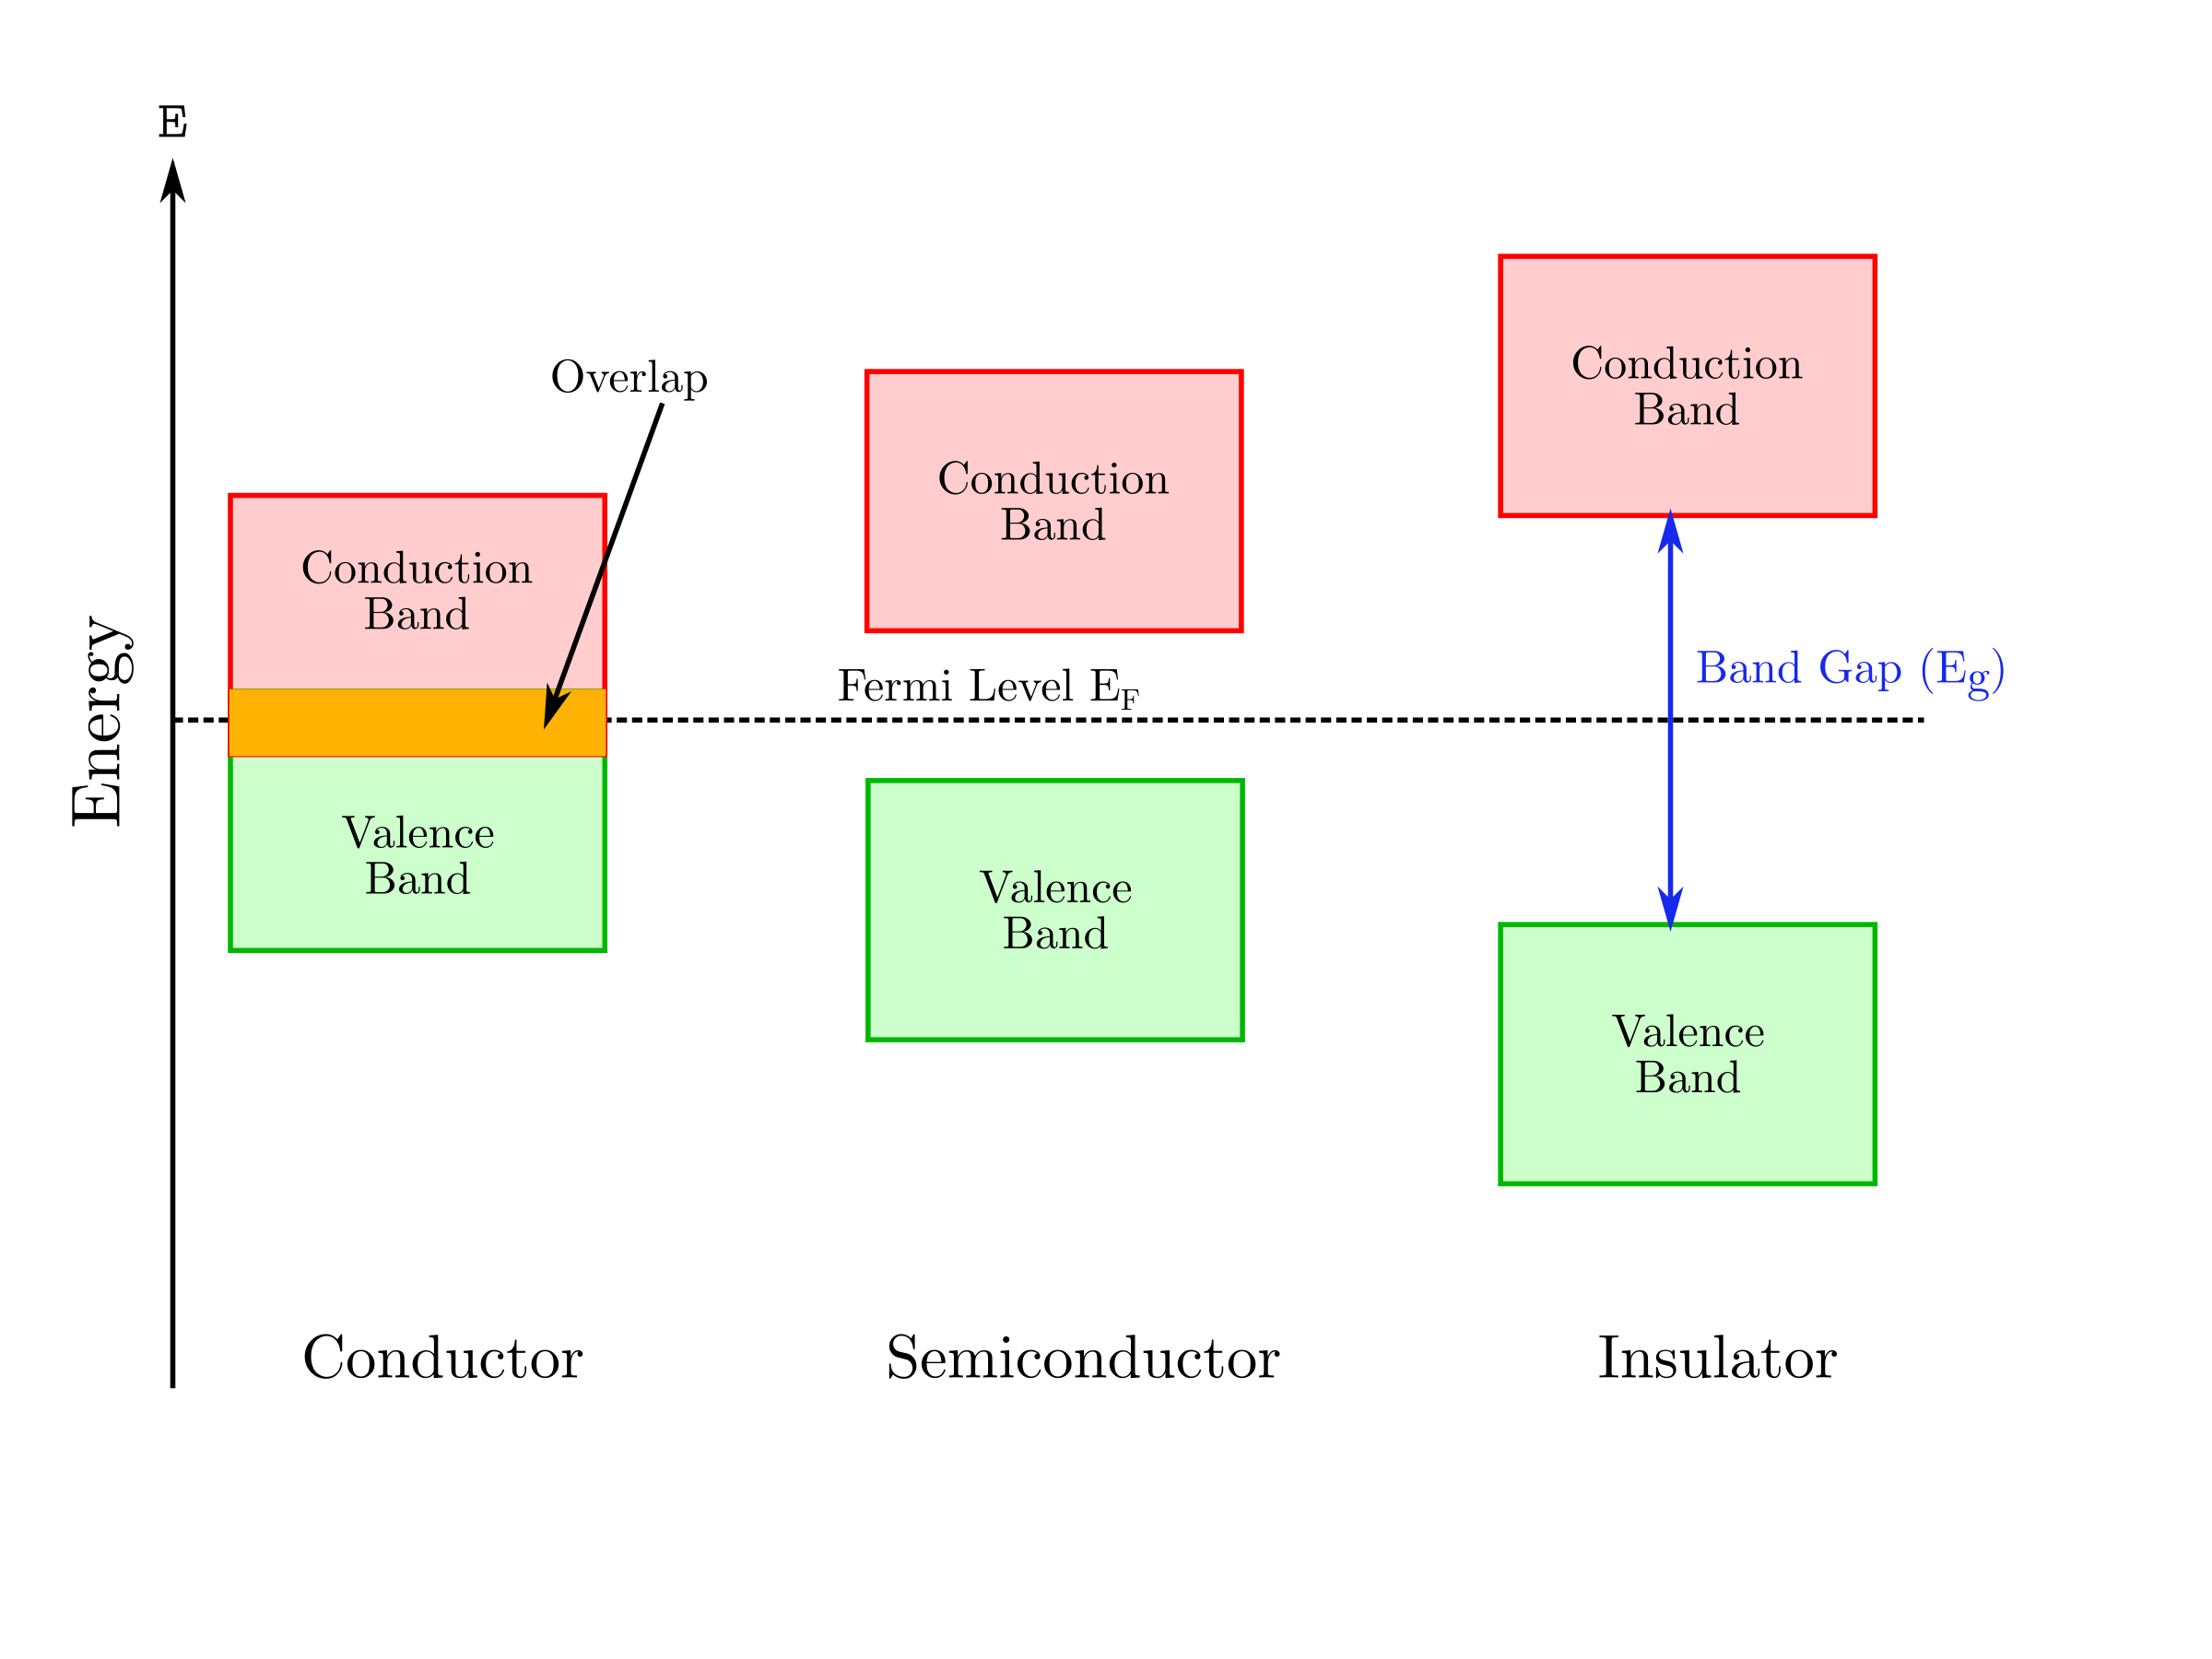 E
Energy
Overlap
Conduction
Band
Valence
Band
Conduction
Band
Fermi Level E_F
Valence
Band
Conduction
Band
Band Gap (E_g)
Valence
Band
Conductor
Semiconductor
Insulator